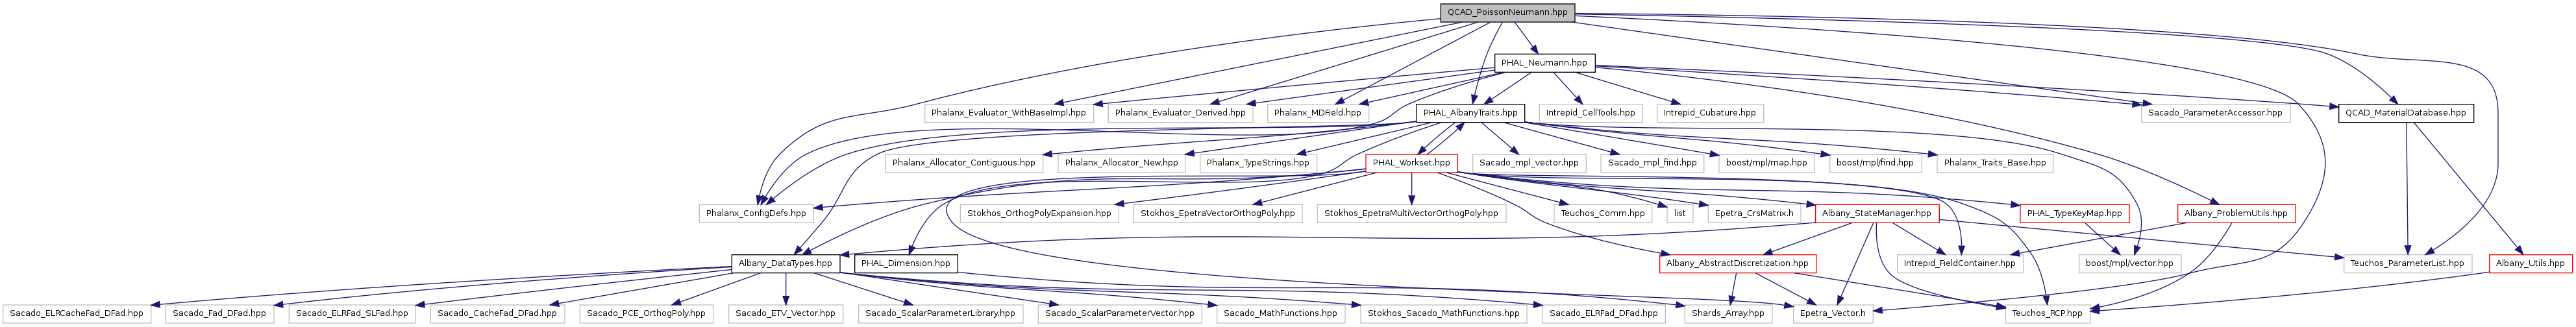 QCAD_PoissonNeumann.hpp
PHAL_Neumann.hpp
Phalanx_Evaluator_WithBaseImpl.hpp
Phalanx_Evaluator_Derived.hpp
Phalanx_MDField.hpp
PHAL_AlbanyTraits.hpp
Intrepid_CellTools.hpp
Intrepid_Cubature.hpp
Sacado_ParameterAccessor.hpp
QCAD_MaterialDatabase.hpp
Phalanx_Allocator_Contiguous.hpp
Phalanx_Allocator_New.hpp
Phalanx_TypeStrings.hpp
PHAL_Workset.hpp
Sacado_mpl_vector.hpp
Sacado_mpl_find.hpp
boost/mpl/map.hpp
boost/mpl/find.hpp
Phalanx_Traits_Base.hpp
Phalanx_ConfigDefs.hpp
Stokhos_OrthogPolyExpansion.hpp
Stokhos_EpetraVectorOrthogPoly.hpp
Stokhos_EpetraMultiVectorOrthogPoly.hpp
Teuchos_Comm.hpp
list
Epetra_CrsMatrix.h
Albany_StateManager.hpp
PHAL_TypeKeyMap.hpp
Albany_ProblemUtils.hpp
Albany_DataTypes.hpp
PHAL_Dimension.hpp
Albany_AbstractDiscretization.hpp
Intrepid_FieldContainer.hpp
boost/mpl/vector.hpp
Teuchos_ParameterList.hpp
Albany_Utils.hpp
Sacado_ELRCacheFad_DFad.hpp
Sacado_Fad_DFad.hpp
Sacado_ELRFad_SLFad.hpp
Sacado_CacheFad_DFad.hpp
Sacado_PCE_OrthogPoly.hpp
Sacado_ETV_Vector.hpp
Sacado_ScalarParameterLibrary.hpp
Sacado_ScalarParameterVector.hpp
Sacado_MathFunctions.hpp
Stokhos_Sacado_MathFunctions.hpp
Sacado_ELRFad_DFad.hpp
Shards_Array.hpp
Epetra_Vector.h
Teuchos_RCP.hpp